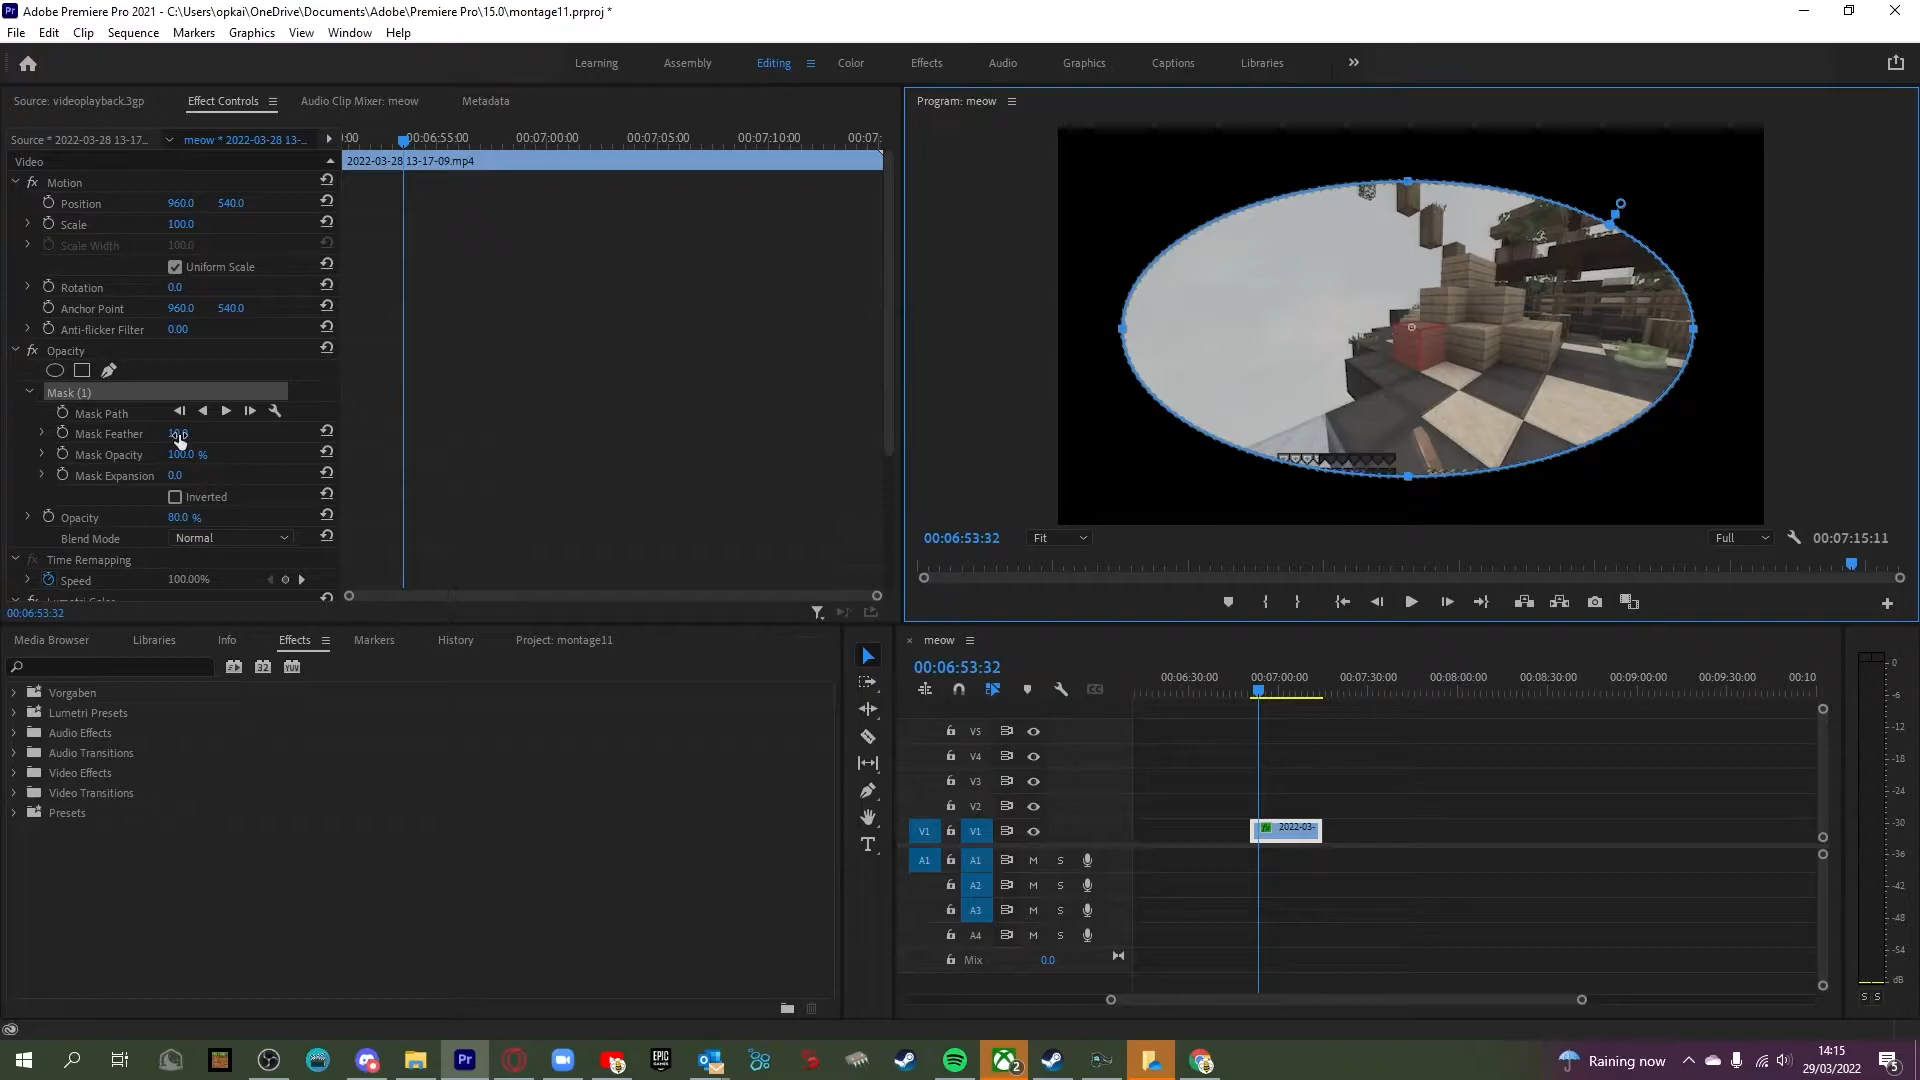 Adobe Premiere Pro 2021 - C:\Users\opkai\OneDrive\Documents\Adobe\Premiere Pro\15.0\montage11.prproj *
File Edit Clip Sequence Markers Graphics View Window Help
Learning Assembly Editing Color Effects Audio Graphics Captions Libraries
Source: videoplayback.3gp Effect Controls Audio Clip Mixer: meow Metadata
Program: meow
Source * 2022-03-28 13-17... meow * 2022-03-28 13-...
:00 00:06:55:00 00:07:00:00 00:07:05:00 00:07:10:00 00:07:
Video
2022-03-28 13-17-09.mp4
fx Motion
Position 960.0 540.0
Scale 100.0
Scale Width 100.0
Uniform Scale
Rotation 0.0
Anchor Point 960.0 540.0
Anti-flicker Filter 0.00
fx Opacity
Mask (1)
Mask Path
Mask Feather
Mask Opacity 100.0 %
Mask Expansion 0.0
Inverted
Opacity 80.0 %
Blend Mode Normal
fx Time Remapping
Speed 100.00%
00:06:53:32
00:06:53:32 Fit Full 00:07:15:11
Media Browser Libraries Info Effects Markers History Project: montage11
32 YUV
Vorgaben
Lumetri Presets
Audio Effects
Audio Transitions
Video Effects
Video Transitions
Presets
meow
00:06:53:32
00:06:30:00 00:07:00:00 00:07:30:00 00:08:00:00 00:08:30:00 00:09:00:00 00:09:30:00 00:10
V5
V4
V3
V2
V1 V1 fx 2022-03-
A1 A1 M S
A2 M S
A3 M S
A4 M S
Mix 0.0
0
-6
-12
-18
-24
-30
-36
-42
-48
-54
dB
S S
Pr EPIC GAMES 2
Raining now
14:15
29/03/2022
5